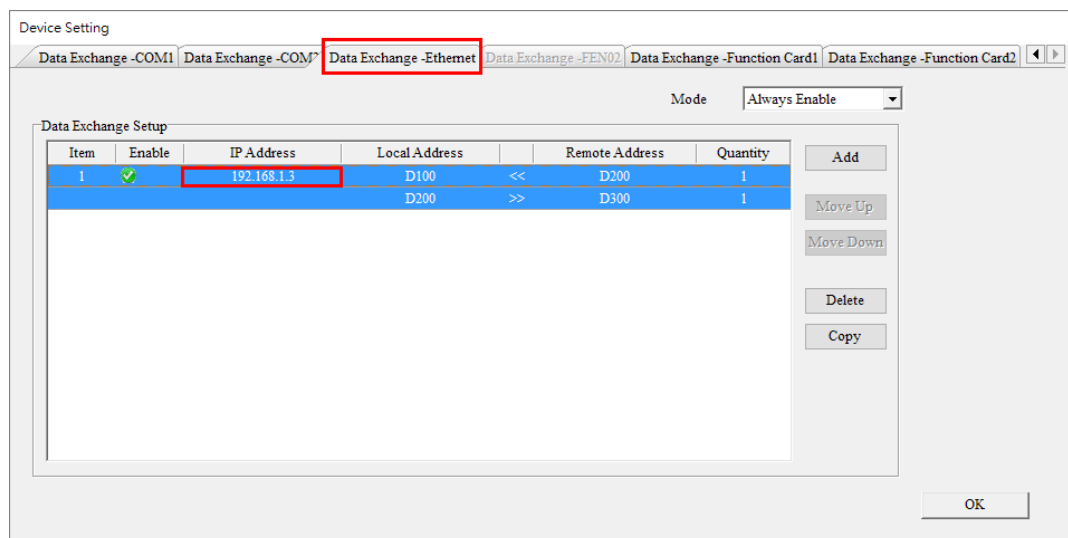 Device Setting
Data Exchange -COM1 Data Exchange -COM2 Data Exchange -Ethernet Data Exchange -FEN02 Data Exchange -Function Card1 Data Exchange -Function Card2
Mode Always Enable
Data Exchange Setup
Item Enable IP Address Local Address Remote Address Quantity
1 192.168.1.3 D100 << D200 1
D200 >> D300 1
Add
Move Up
Move Down
Delete
Copy
OK